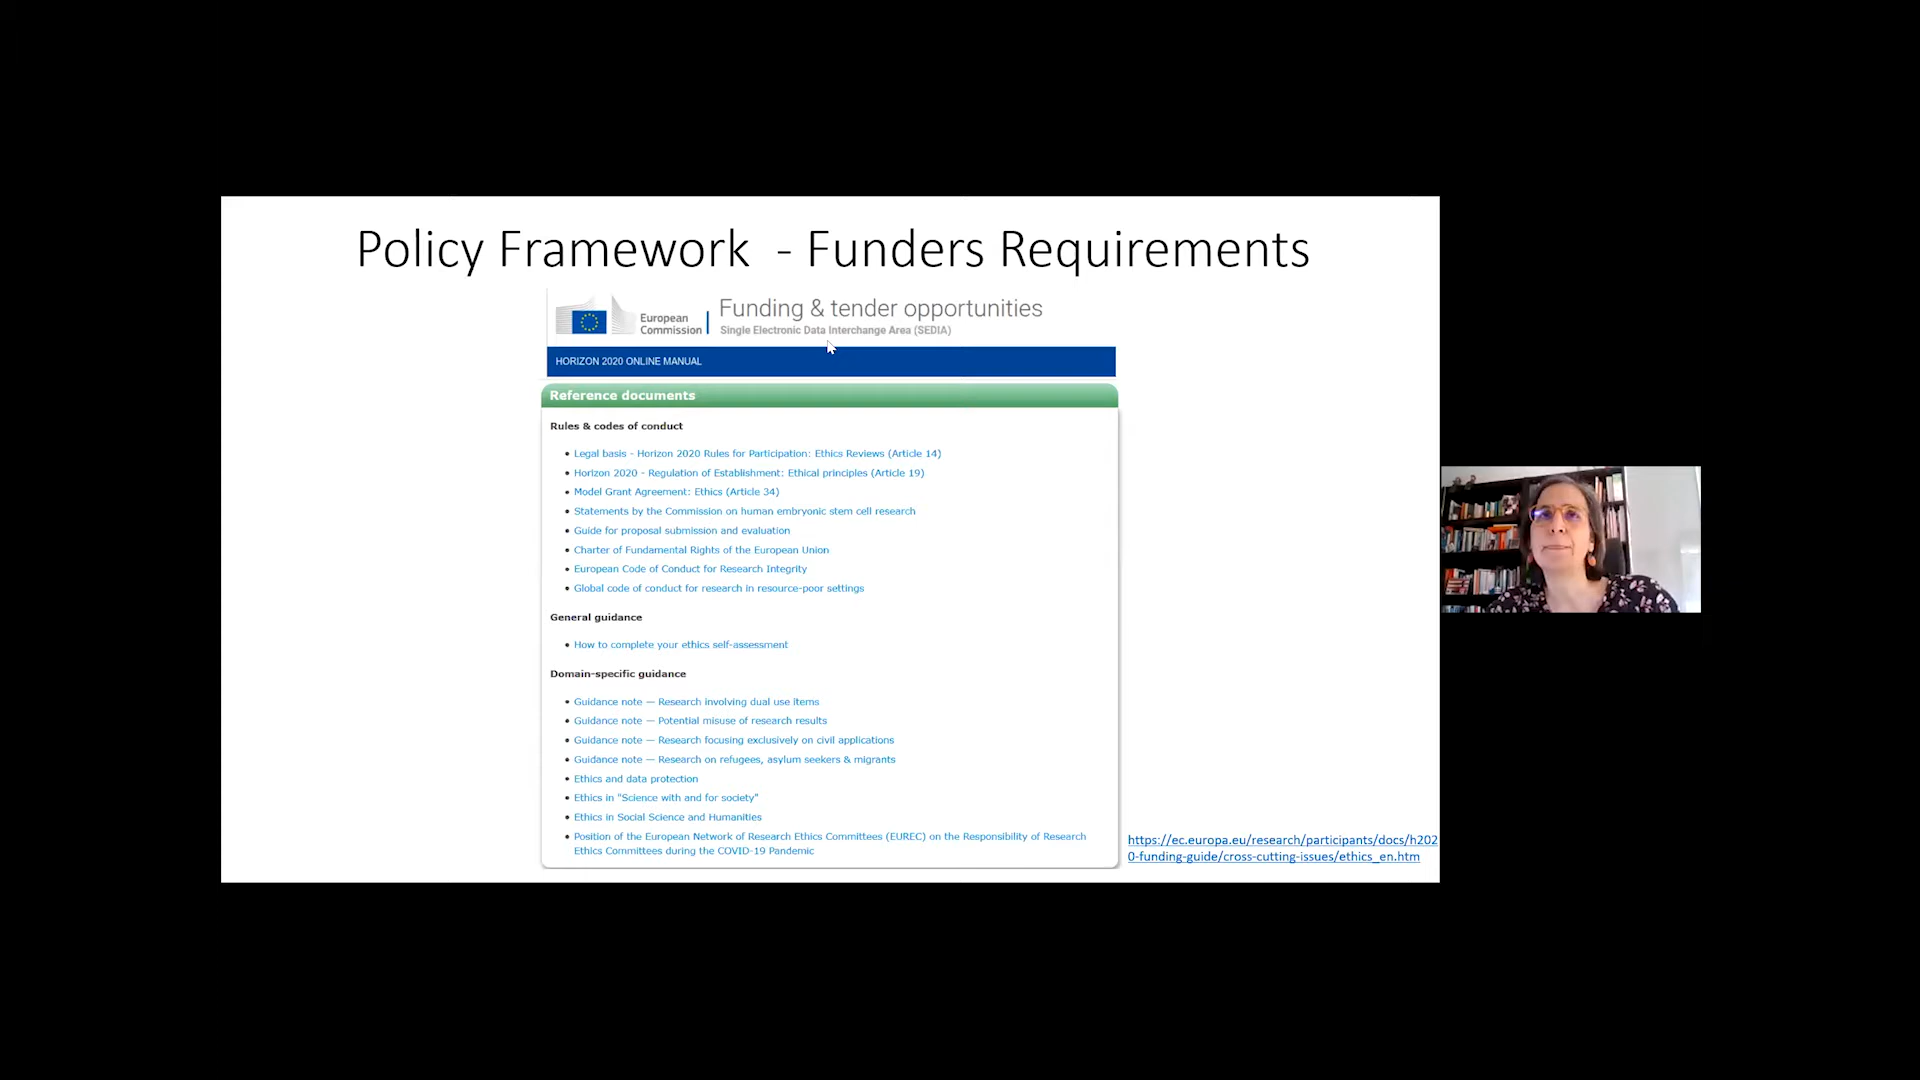 Policy Framework - Funders Requirements
European
Commission
Funding & tender opportunities
Single Electronic Data Interchange Area (SEDIA)
HORIZON 2020 ONLINE MANUAL
Reference documents
Rules & codes of conduct
• Legal basis - Horizon 2020 Rules for Participation: Ethics Reviews (Article 14)
• Horizon 2020 - Regulation of Establishment: Ethical principles (Article 19)
• Model Grant Agreement: Ethics (Article 34)
• Statements by the Commission on human embryonic stem cell research
• Guide for proposal submission and evaluation
• Charter of Fundamental Rights of the European Union
• European Code of Conduct for Research Integrity
• Global code of conduct for research in resource-poor settings
General guidance
• How to complete your ethics self-assessment
Domain-specific guidance
• Guidance note — Research involving dual use items
• Guidance note — Potential misuse of research results
• Guidance note — Research focusing exclusively on civil applications
• Guidance note — Research on refugees, asylum seekers & migrants
• Ethics and data protection
• Ethics in "Science with and for society"
• Ethics in Social Science and Humanities
• Position of the European Network of Research Ethics Committees (EUREC) on the Responsibility of Research
Ethics Committees during the COVID-19 Pandemic
https://ec.europa.eu/research/participants/docs/h202
0-funding-guide/cross-cutting-issues/ethics_en.htm